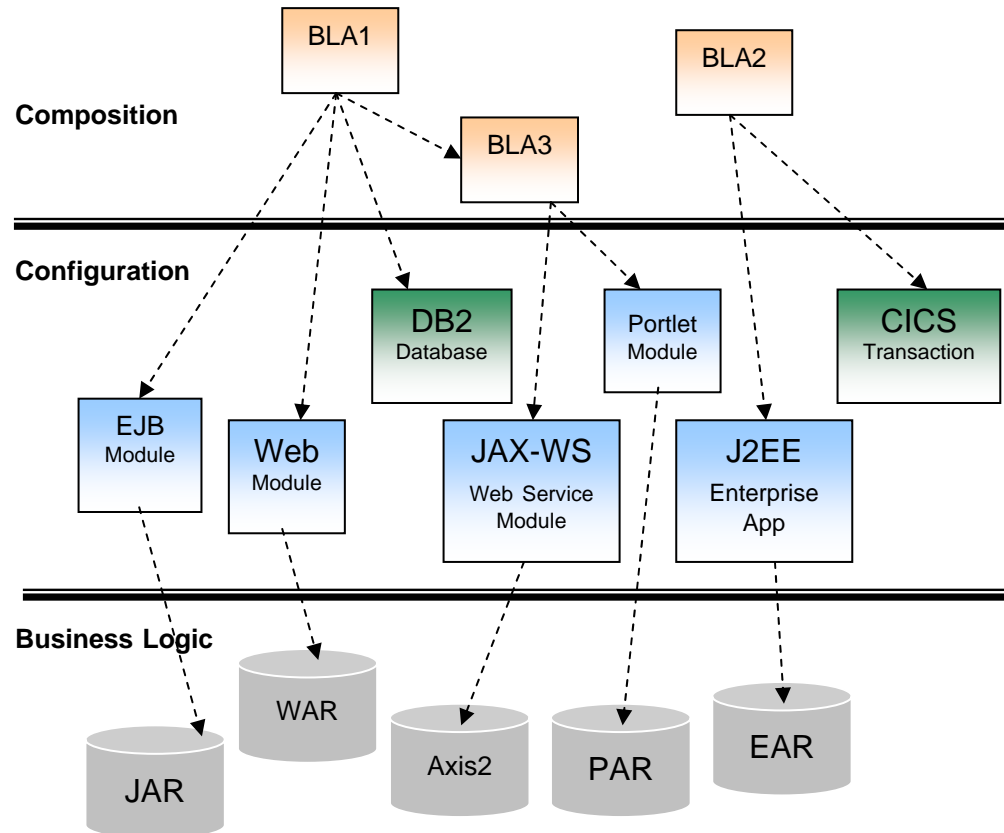 BLA1
BLA2
Composition
BLA3
Configuration
DB2
Database
Portlet
Module
CICS
Transaction
EJB
Module
Web
Module
JAX-WS
Web Service
Module
J2EE
Enterprise
App
Business Logic
WAR
JAR
Axis2
PAR
EAR